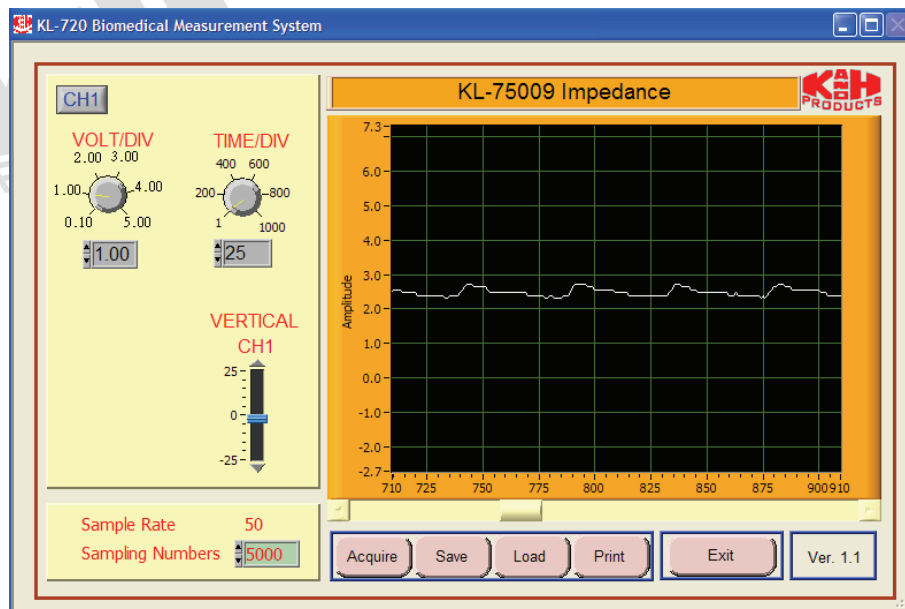 KL-720 Biomedical Measurement System
CH1
VOLT/DIV
2.00 3.00
1.00 4.00
0.10 5.00
1.00
TIME/DIV
400 600
200 800
1 1000
25
VERTICAL
CH1
25
0
-25
Sample Rate 50
Sampling Numbers 5000
KL-75009 Impedance
K AND H
PRODUCTS
Amplitude
7.3
6.0
5.0
4.0
3.0
2.0
1.0
0.0
-1.0
-2.0
-2.7
710 725 750 775 800 825 850 875 900 910
Acquire Save Load Print Exit Ver. 1.1